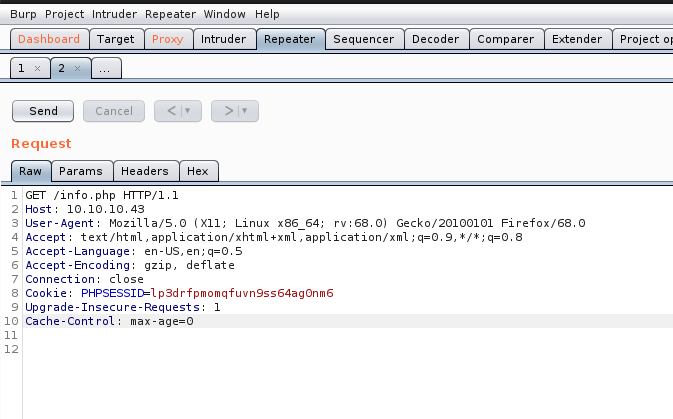 Burp Project Intruder Repeater Window Help
Dashboard Target Proxy Intruder Repeater Sequencer Decoder Comparer Extender Project op
1 × 2 × ...
Send Cancel < ▼ > ▼
Request
Raw Params Headers Hex
1 GET /info.php HTTP/1.1
2 Host: 10.10.10.43
3 User-Agent: Mozilla/5.0 (X11; Linux x86_64; rv:68.0) Gecko/20100101 Firefox/68.0
4 Accept: text/html,application/xhtml+xml,application/xml;q=0.9,*/*;q=0.8
5 Accept-Language: en-US,en;q=0.5
6 Accept-Encoding: gzip, deflate
7 Connection: close
8 Cookie: PHPSESSID=lp3drfpmomqfuvn9ss64ag0nm6
9 Upgrade-Insecure-Requests: 1
10 Cache-Control: max-age=0
11
12